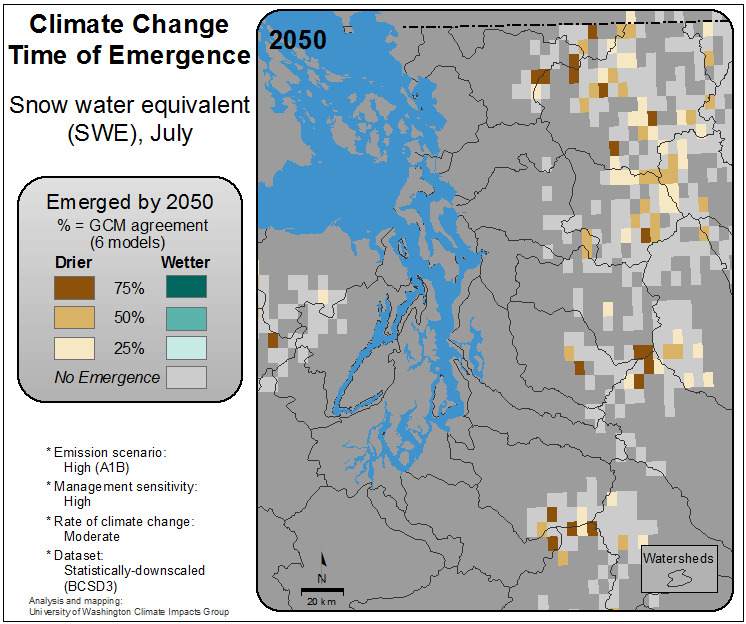 Climate Change
Time of Emergence
Snow water equivalent
(SWE), July
Emerged by 2050
% = GCM agreement
(6 models)
Drier Wetter
75%
50%
25%
No Emergence
* Emission scenario:
High (A1B)
* Management sensitivity:
High
* Rate of climate change:
Moderate
* Dataset:
Statistically-downscaled
(BCSD3)
Analysis and mapping:
University of Washington Climate Impacts Group
2050
N
20 km
Watersheds